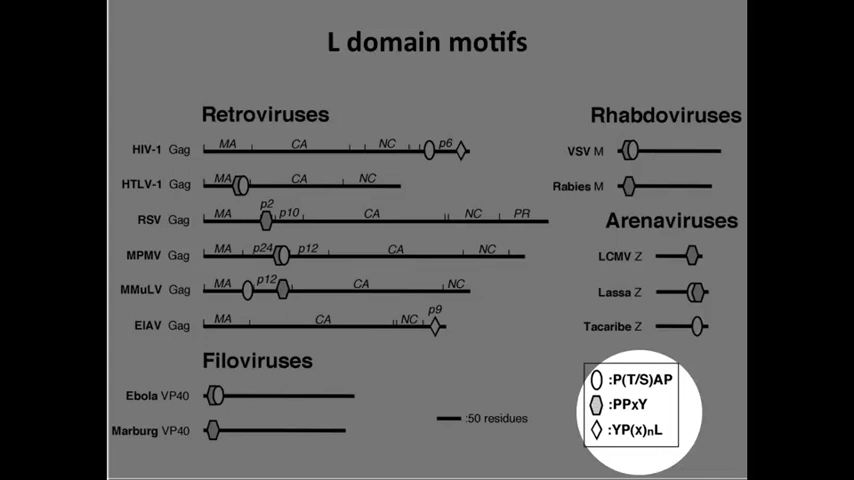 L domain motifs
Retroviruses
HIV-1 Gag MA CA NC p6
HTLV-1 Gag MA CA NC
RSV Gag MA p2 p10 CA NC PR
MPMV Gag MA p24 p12 CA NC
MMuLV Gag MA p12 CA NC
EIAV Gag MA CA NC p9
Filoviruses
Ebola VP40
Marburg VP40
:50 residues
Rhabdoviruses
VSV M
Rabies M
Arenaviruses
LCMV Z
Lassa Z
Tacaribe Z
:P(T/S)AP
:PPxY
:YP(x)nL